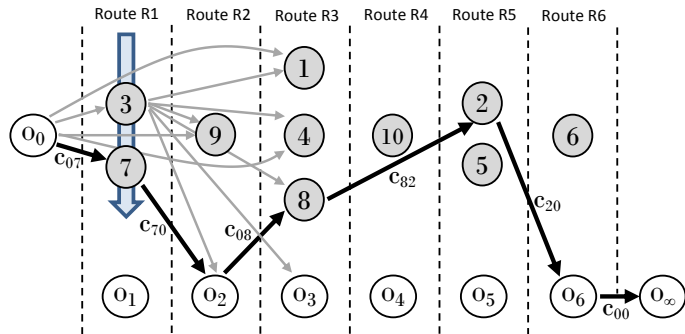 Route R1 Route R2 Route R3 Route R4 Route R5 Route R6
1
3 2
O0 9 4 10 6
c07 7 5
c82
8
c20
c70 c08
O1 O2 O3 O4 O5 O6 O∞
c00